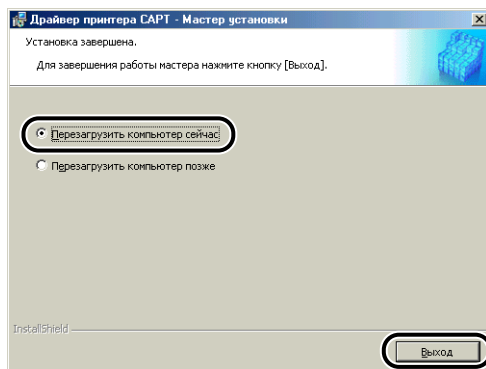 Драйвер принтера CAPT - Мастер установки
Установка завершена.
Для завершения работы мастера нажмите кнопку [Выход].
Перезагрузить компьютер сейчас
Перезагрузить компьютер позже
InstallShield
Выход